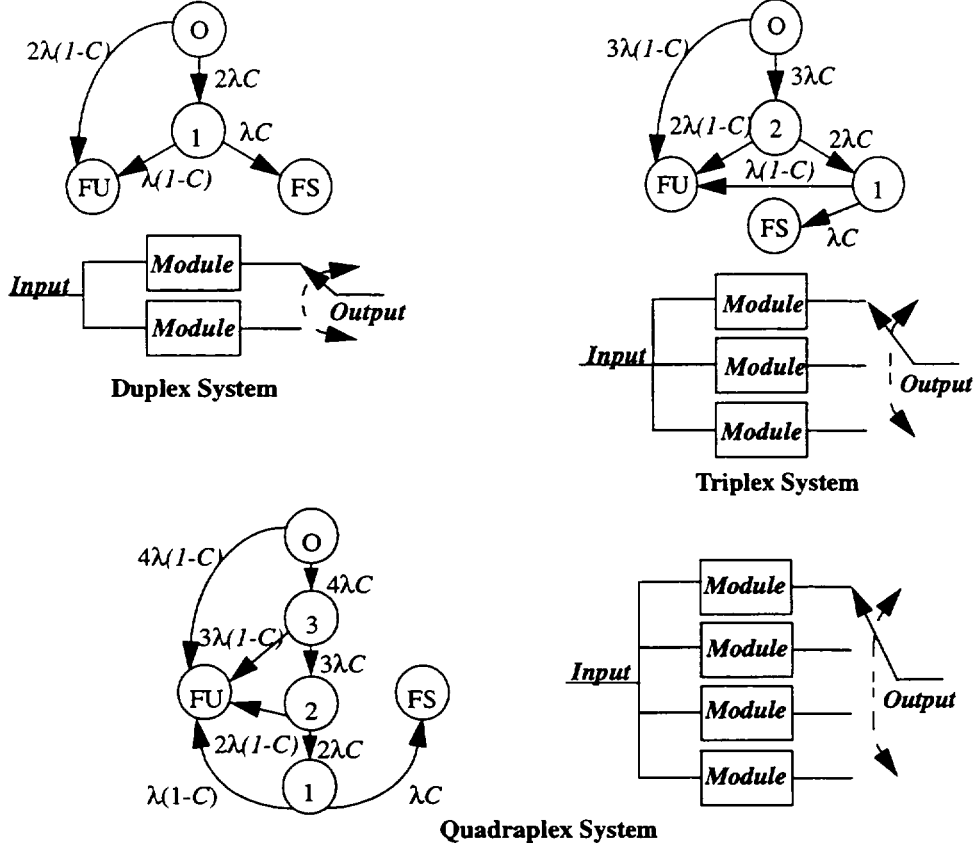 O
2λ(1-C)
2λC
1
λC
FU
λ(1-C)
FS
Input
Module
Module
Output
Duplex System
O
3λ(1-C)
3λC
2λ(1-C)
2
2λC
FU
λ(1-C)
1
FS
λC
Input
Module
Module
Module
Output
Triplex System
O
4λ(1-C)
4λC
3
3λ(1-C)
3λC
FU
2
FS
2λ(1-C)
2λC
λ(1-C)
1
λC
Input
Module
Module
Module
Module
Output
Quadraplex System